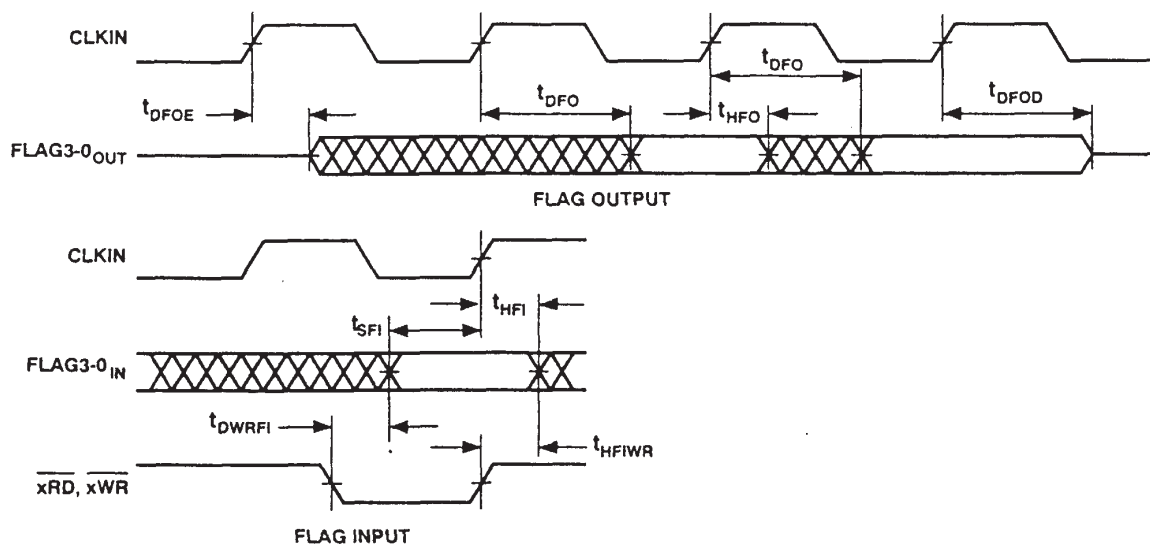 CLKIN
tDFOE
tDFO
tDFO
tHFO
tDFOD
FLAG3-0OUT
FLAG OUTPUT
CLKIN
tHFI
tSFI
FLAG3-0IN
tDWRFI
tHFIWR
xRD, xWR
FLAG INPUT